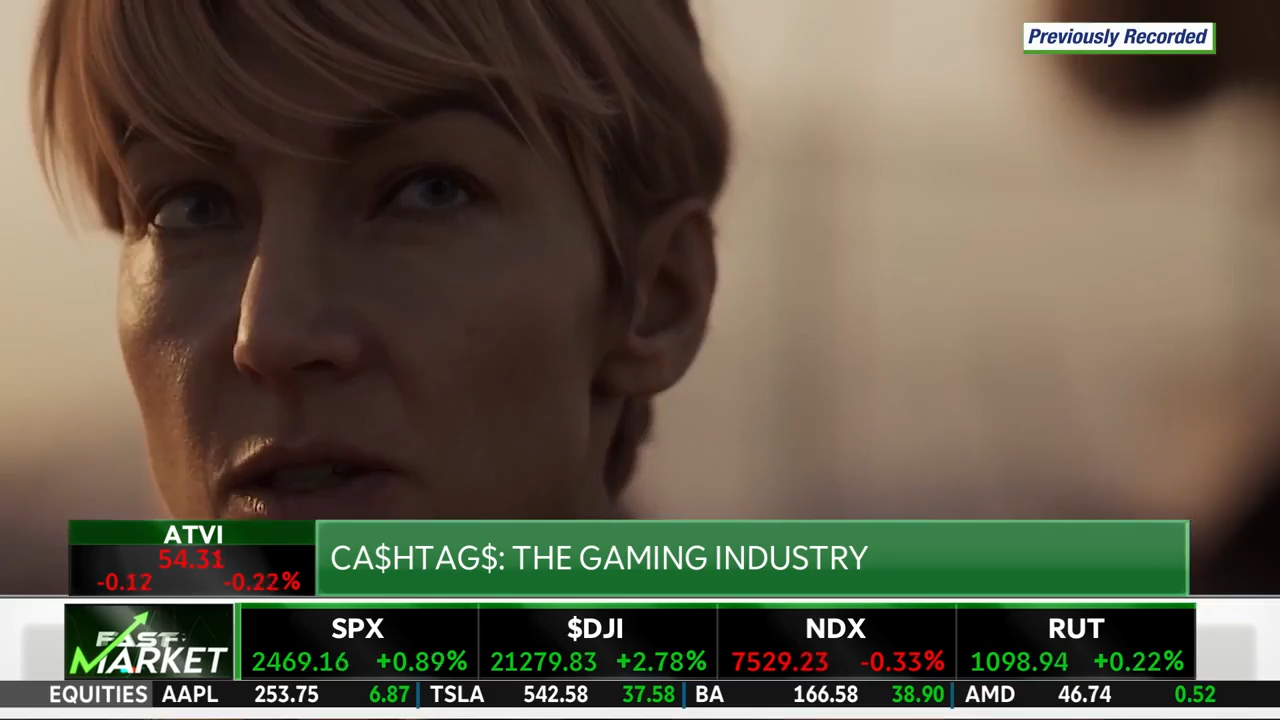 Previously Recorded
ATVI
54.31
-0.12 -0.22%
CA$HTAG$: THE GAMING INDUSTRY
FAST MARKET
SPX $DJI NDX RUT
2469.16 +0.89% 21279.83 +2.78% 7529.23 -0.33% 1098.94 +0.22%
EQUITIES AAPL 253.75 6.87 TSLA 542.58 37.58 BA 166.58 38.90 AMD 46.74 0.52